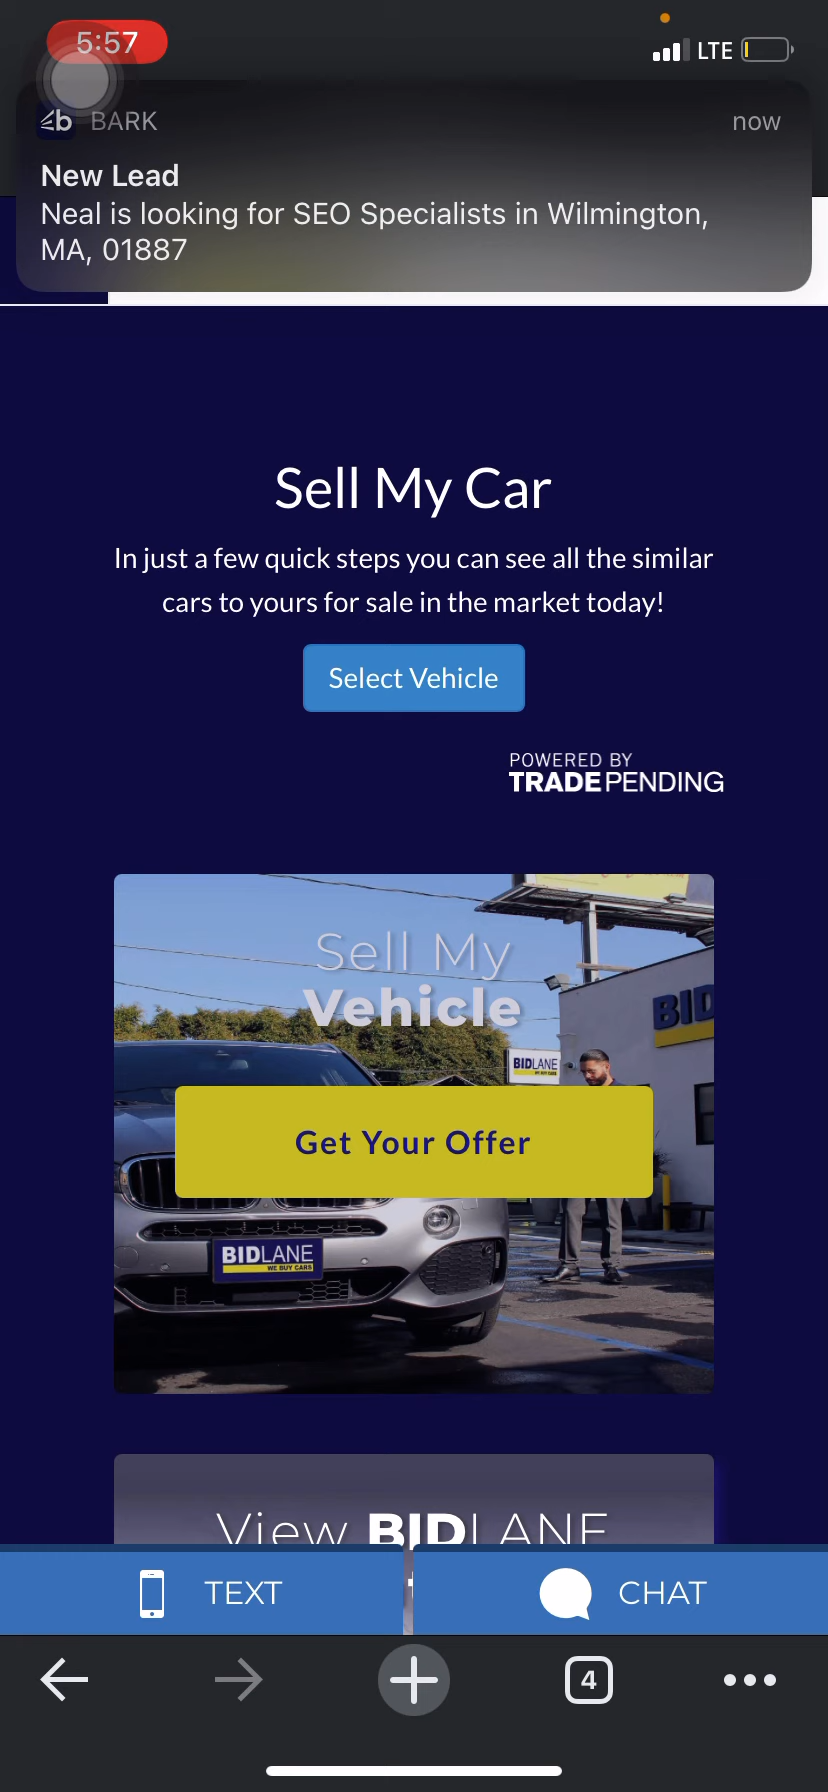 5:57
LTE
b BARK
now
New Lead
Neal is looking for SEO Specialists in Wilmington,
MA, 01887
Sell My Car
In just a few quick steps you can see all the similar
cars to yours for sale in the market today!
Select Vehicle
POWERED BY
TRADEPENDING
Sell My
Vehicle
BID
BIDLANE
Get Your Offer
BIDLANE
WE BUY CARS
View BIDLANE
TEXT
CHAT
4